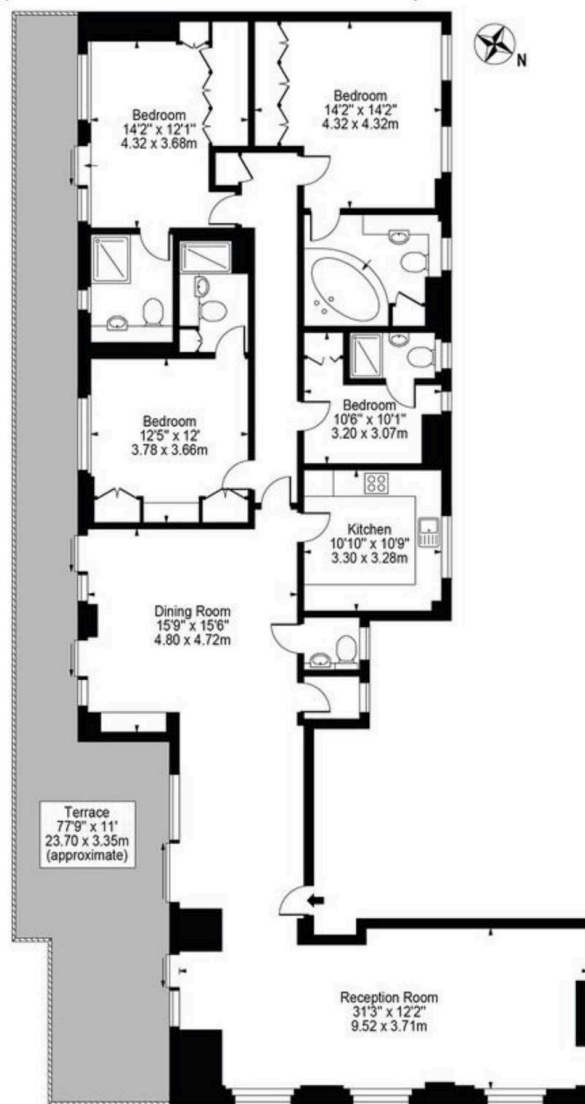 N
Bedroom
14'2" x 12'1"
4.32 x 3.68m
Bedroom
14'2" x 14'2"
4.32 x 4.32m
Bedroom
12'5" x 12'
3.78 x 3.66m
Bedroom
10'6" x 10'1"
3.20 x 3.07m
Kitchen
10'10" x 10'9"
3.30 x 3.28m
Dining Room
15'9" x 15'6"
4.80 x 4.72m
Terrace
77'9" x 11'
23.70 x 3.35m
(approximate)
Reception Room
31'3" x 12'2"
9.52 x 3.71m